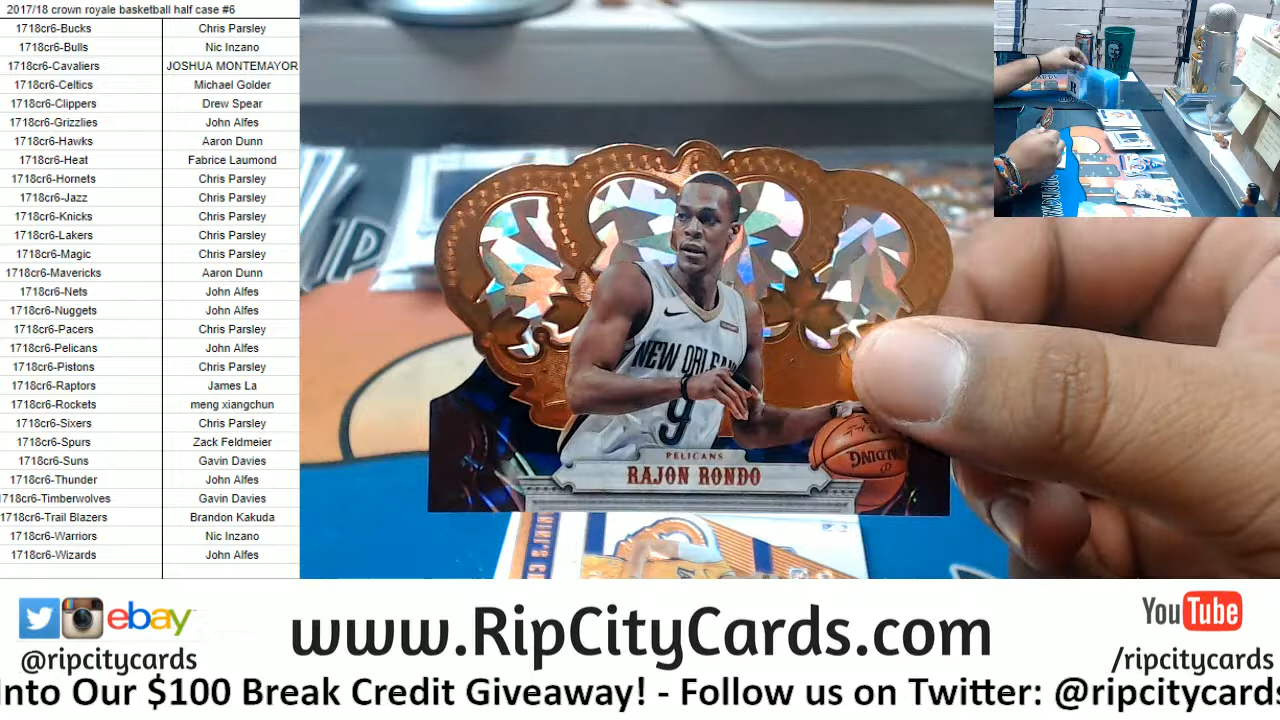 2017/18 crown royale basketball half case #6
1718cr6-Bucks Chris Parsley
1718cr6-Bulls Nic Inzano
1718cr6-Cavaliers JOSHUA MONTEMAYOR
1718cr6-Celtics Michael Golder
1718cr6-Clippers Drew Spear
1718cr6-Grizzlies John Alfes
1718cr6-Hawks Aaron Dunn
1718cr6-Heat Fabrice Laumond
1718cr6-Hornets Chris Parsley
1718cr6-Jazz Chris Parsley
1718cr6-Knicks Chris Parsley
1718cr6-Lakers Chris Parsley
1718cr6-Magic Chris Parsley
1718cr6-Mavericks Aaron Dunn
1718cr6-Nets John Alfes
1718cr6-Nuggets John Alfes
1718cr6-Pacers Chris Parsley
1718cr6-Pelicans John Alfes
1718cr6-Pistons Chris Parsley
1718cr6-Raptors James La
1718cr6-Rockets meng xiangchun
1718cr6-Sixers Chris Parsley
1718cr6-Spurs Zack Feldmeier
1718cr6-Suns Gavin Davies
1718cr6-Thunder John Alfes
1718cr6-Timberwolves Gavin Davies
1718cr6-Trail Blazers Brandon Kakuda
1718cr6-Warriors Nic Inzano
1718cr6-Wizards John Alfes
NEW ORLEAN
9
SPALDING
PELICANS
RAJON RONDO
ebay
@ripcitycards
www.RipCityCards.com
YouTube
/ripcitycards
Into Our $100 Break Credit Giveaway! - Follow us on Twitter: @ripcitycards